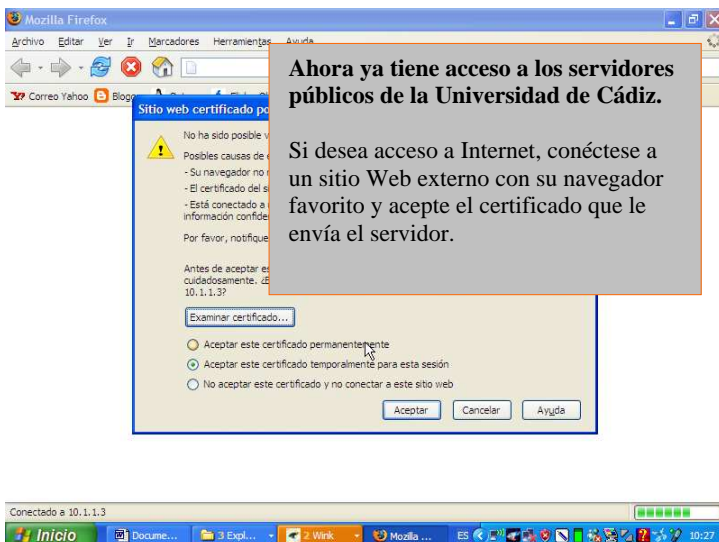 Mozilla Firefox
Archivo Editar Ver Ir Marcadores Herramientas Ayuda
Correo Yahoo
Sitio web certificado po
Ahora ya tiene acceso a los servidores
públicos de la Universidad de Cádiz.
Si desea acceso a Internet, conéctese a
un sitio Web externo con su navegador
favorito y acepte el certificado que le
envía el servidor.
No ha sido posible v
Posibles causas de e
- Su navegador no r
- El certificado del s
- Está conectado a
información confide
Por favor, notifique
Antes de aceptar es
cuidadosamente. ¿E
10.1.1.3?
Examinar certificado...
Aceptar este certificado permanentemente
Aceptar este certificado temporalmente para esta sesión
No aceptar este certificado y no conectar a este sitio web
Aceptar Cancelar Ayuda
Conectado a 10.1.1.3
Inicio Docume... 3 Expl... 2 Wink Mozilla ... ES 10:27